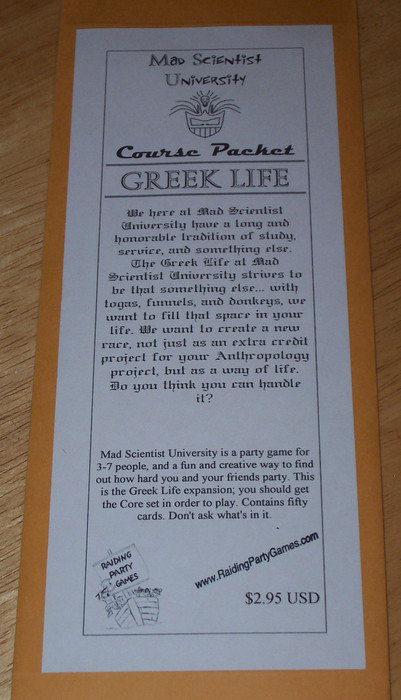 Mad Scientist
University
Course Packet
GREEK LIFE
We here at Mad Scientist
University have a long and
honorable tradition of study,
service, and something else.
The Greek Life at Mad
Scientist University strives to
be that something else... with
togas, funnels, and donkeys, we
want to fill that space in your
life. We want to create a new
race, not just as an extra credit
project for your Anthropology
project, but as a way of life.
Do you think you can handle
it?
Mad Scientist University is a party game for
3-7 people, and a fun and creative way to find
out how hard you and your friends party. This
is the Greek Life expansion; you should get
the Core set in order to play. Contains fifty
cards. Don't ask what's in it.
RAIDING
PARTY
GAMES
www.RaidingPartyGames.com
$2.95 USD